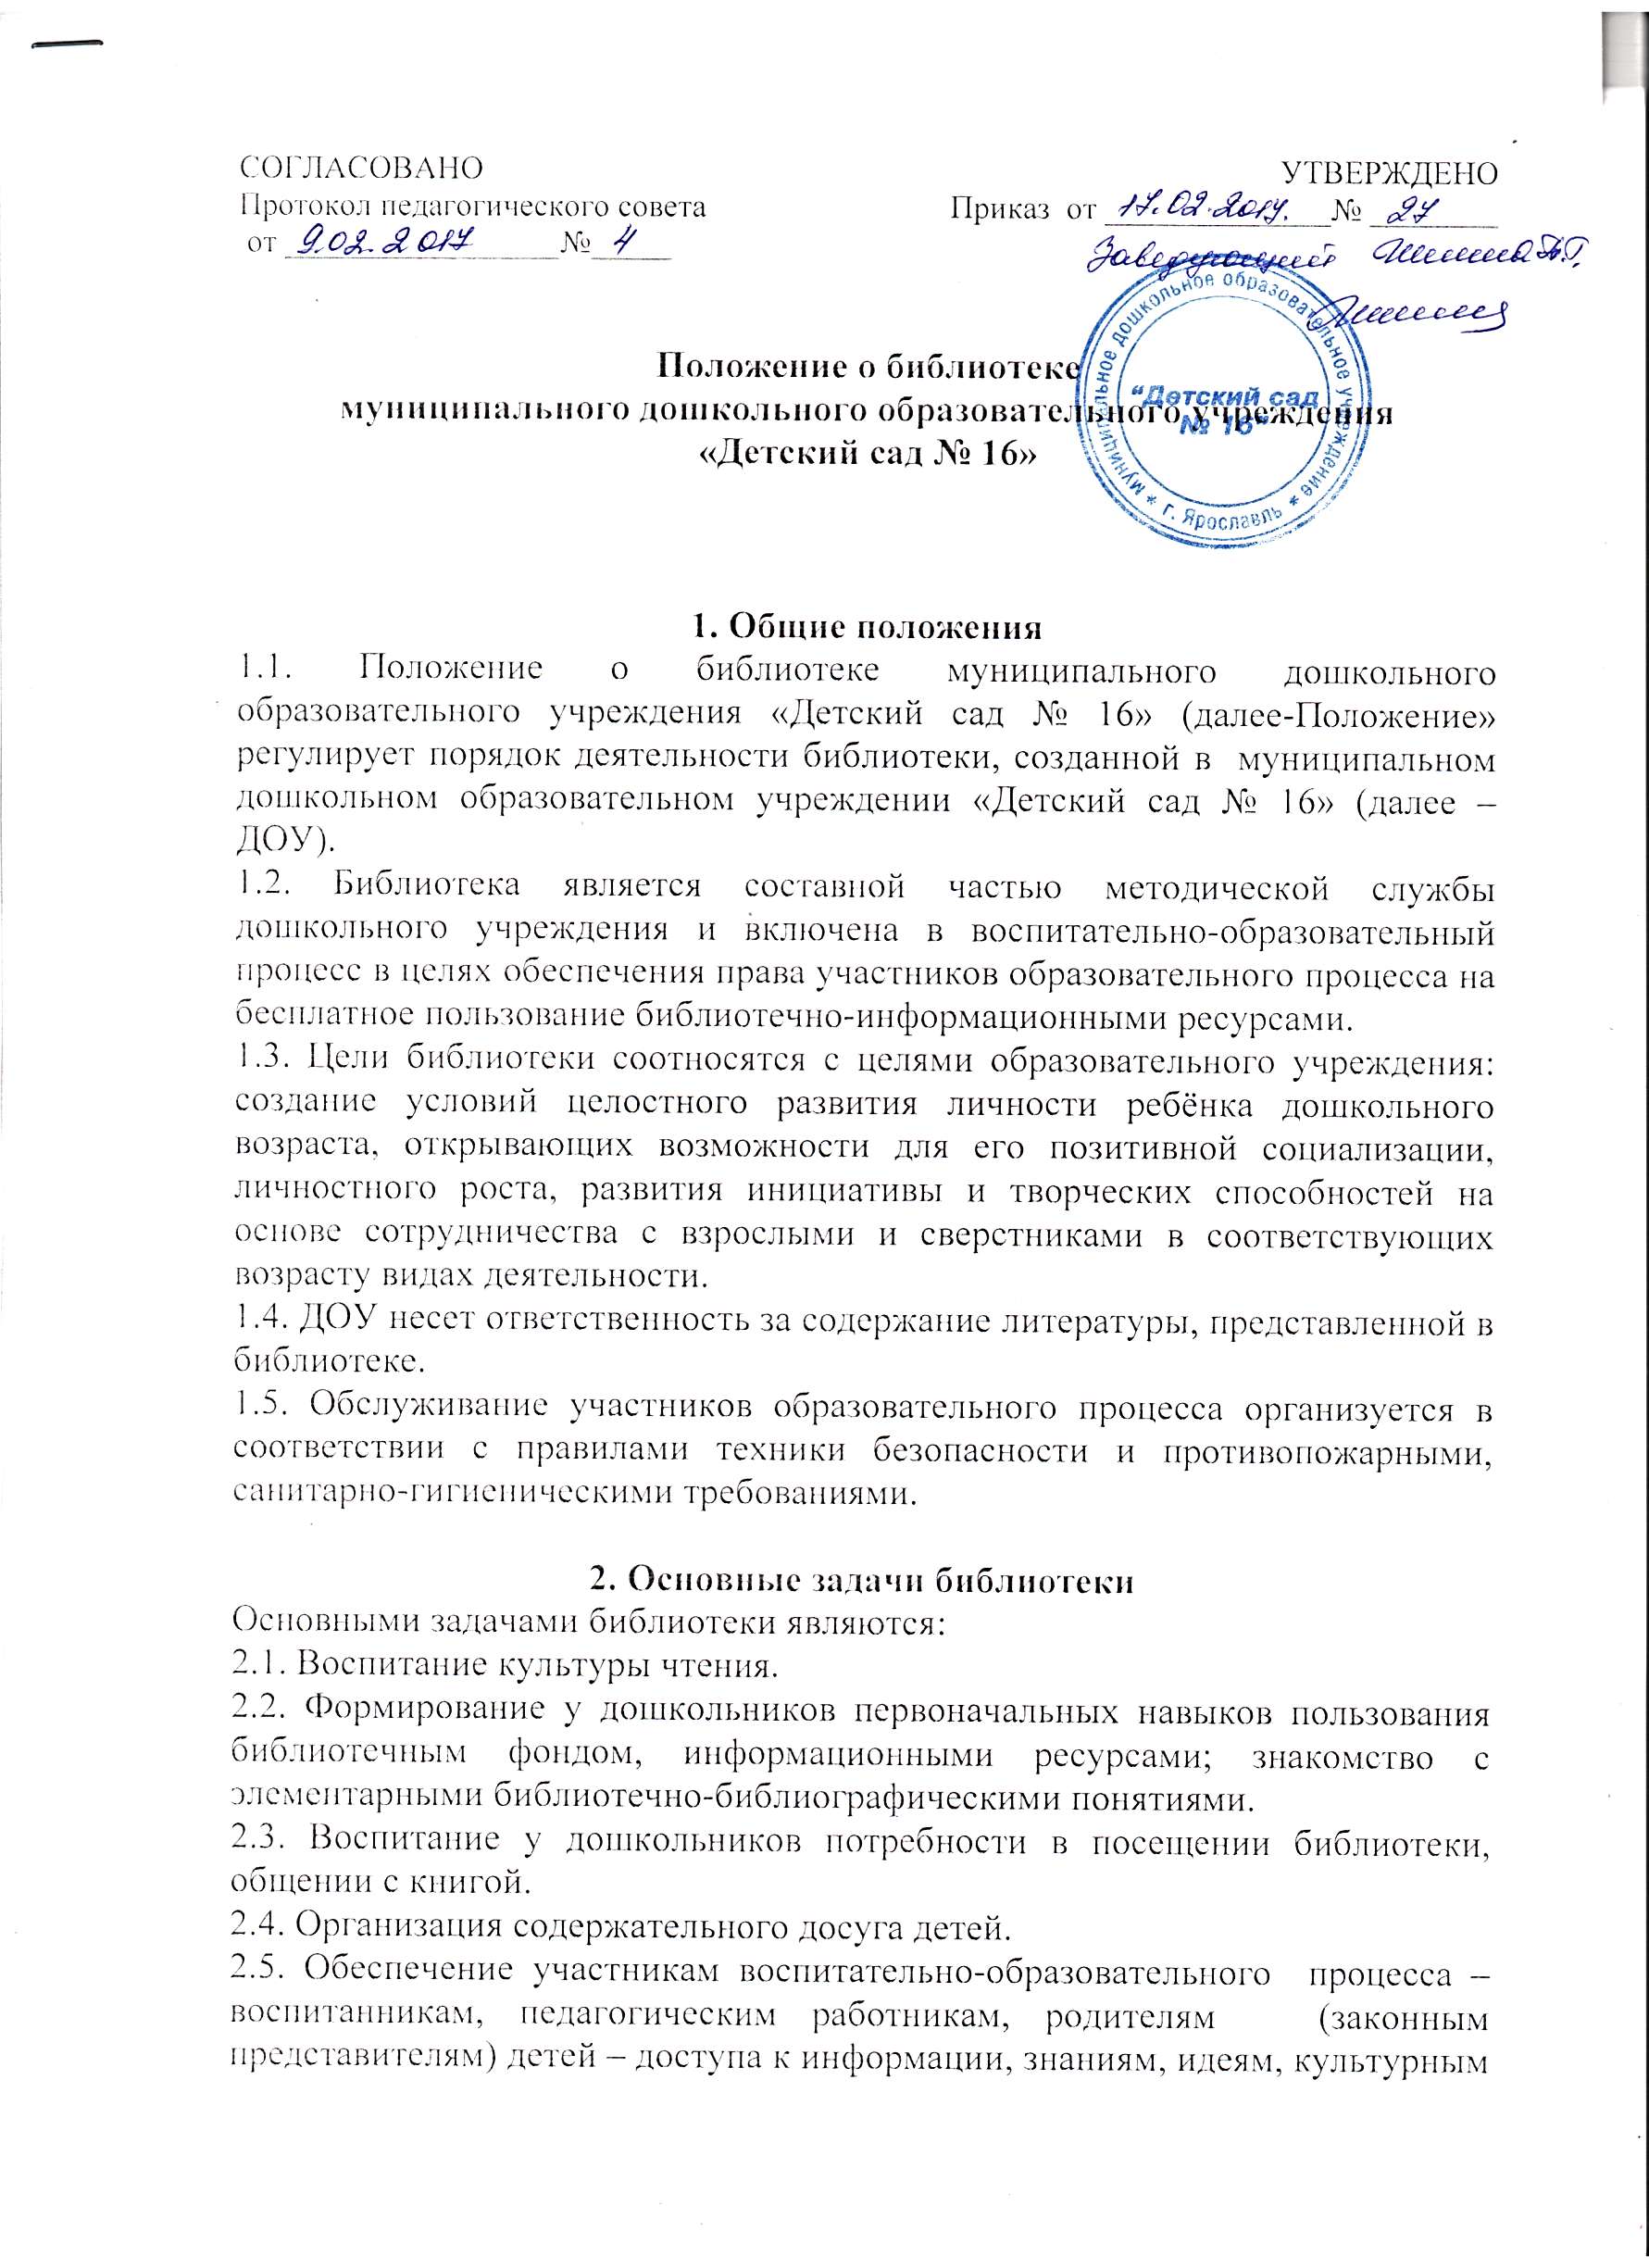 СОГЛАСОВАНО
УТВЕРЖДЕНО
Протокол педагогического совета
Приказ от 17.02.2017. № 27
от 9.02.2017 № 4
Заведующий
Положение о библиотеке
муниципального дошкольного образовательного учреждения
«Детский сад № 16»
муниципальное дошкольное образовательное учреждение
* г. Ярославль *
“Детский сад
№ 16”
1. Общие положения
1.1. Положение о библиотеке муниципального дошкольного
образовательного учреждения «Детский сад № 16» (далее-Положение»
регулирует порядок деятельности библиотеки, созданной в муниципальном
дошкольном образовательном учреждении «Детский сад № 16» (далее –
ДОУ).
1.2. Библиотека является составной частью методической службы
дошкольного учреждения и включена в воспитательно-образовательный
процесс в целях обеспечения права участников образовательного процесса на
бесплатное пользование библиотечно-информационными ресурсами.
1.3. Цели библиотеки соотносятся с целями образовательного учреждения:
создание условий целостного развития личности ребёнка дошкольного
возраста, открывающих возможности для его позитивной социализации,
личностного роста, развития инициативы и творческих способностей на
основе сотрудничества с взрослыми и сверстниками в соответствующих
возрасту видах деятельности.
1.4. ДОУ несет ответственность за содержание литературы, представленной в
библиотеке.
1.5. Обслуживание участников образовательного процесса организуется в
соответствии с правилами техники безопасности и противопожарными,
санитарно-гигиеническими требованиями.
2. Основные задачи библиотеки
Основными задачами библиотеки являются:
2.1. Воспитание культуры чтения.
2.2. Формирование у дошкольников первоначальных навыков пользования
библиотечным фондом, информационными ресурсами; знакомство с
элементарными библиотечно-библиографическими понятиями.
2.3. Воспитание у дошкольников потребности в посещении библиотеки,
общении с книгой.
2.4. Организация содержательного досуга детей.
2.5. Обеспечение участникам воспитательно-образовательного процесса –
воспитанникам, педагогическим работникам, родителям (законным
представителям) детей – доступа к информации, знаниям, идеям, культурным